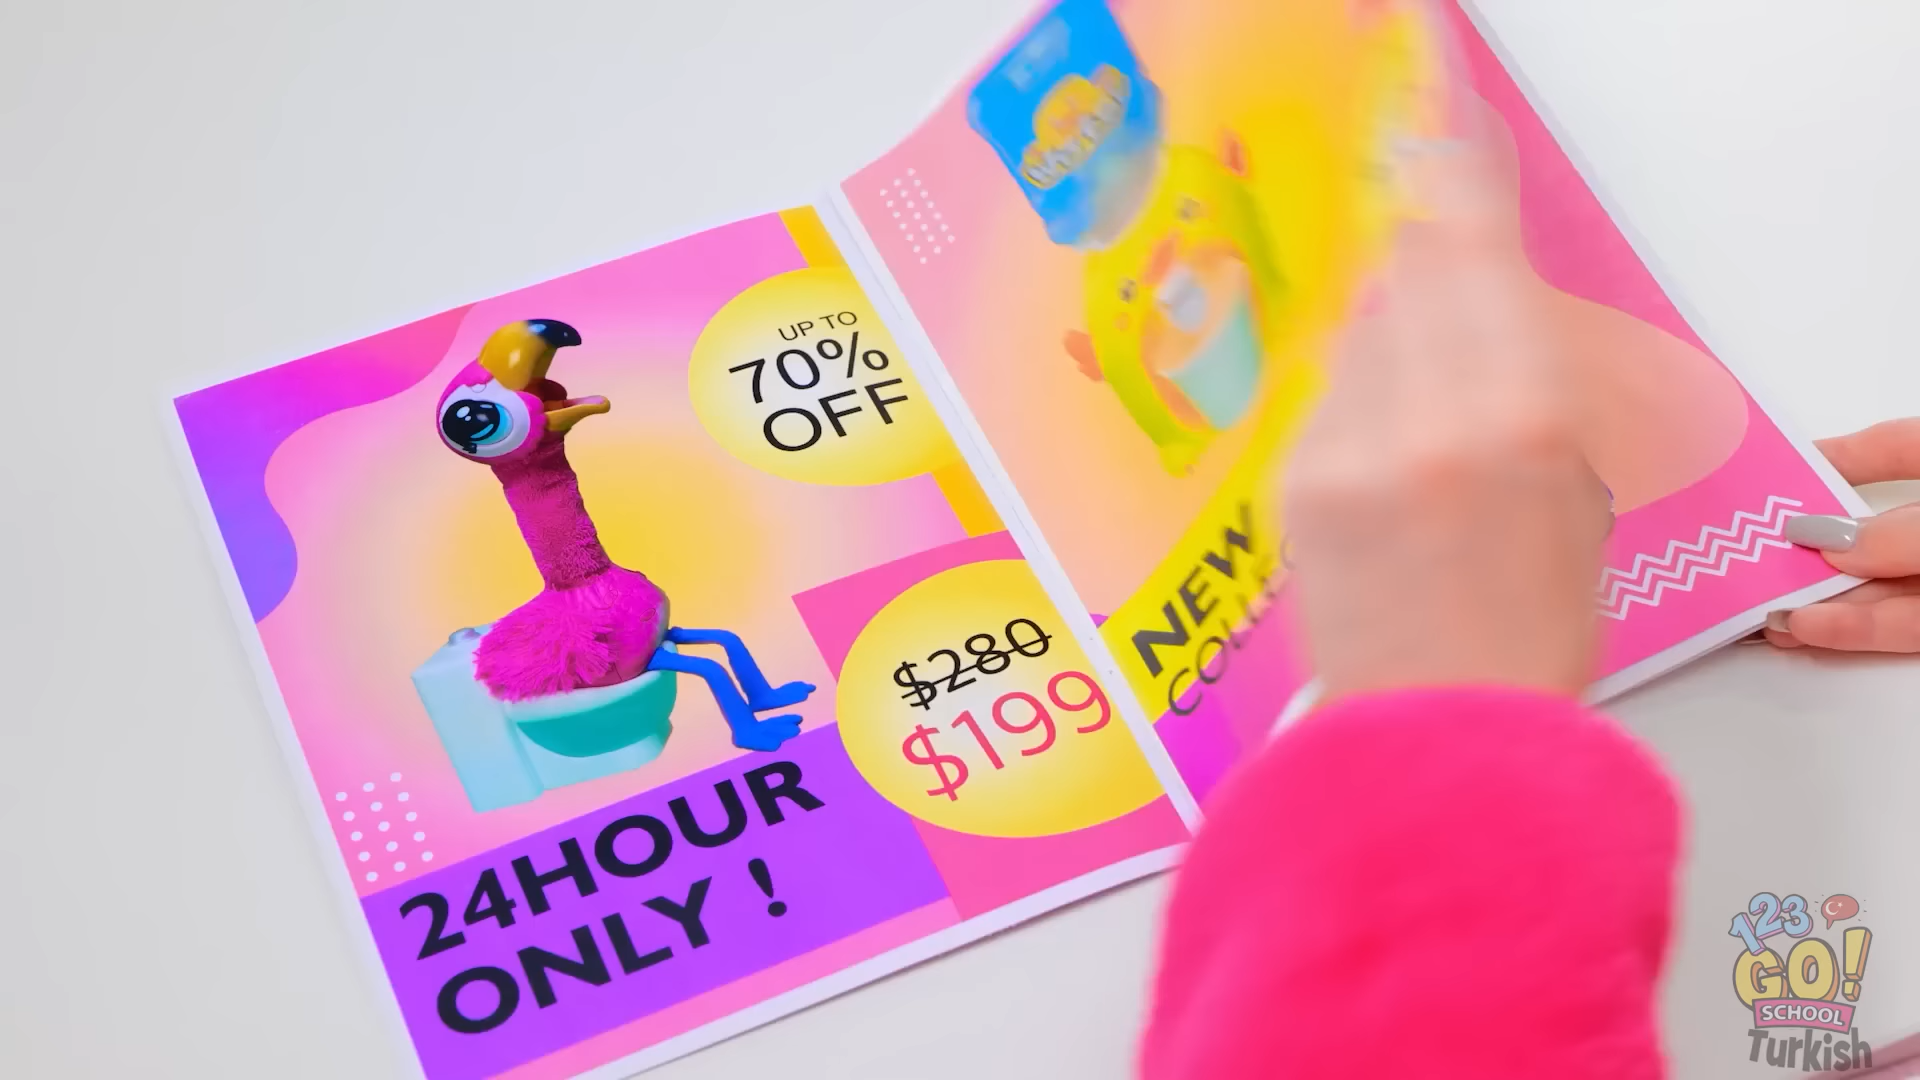 UP TO
70%
OFF
$280
$199
24HOUR
ONLY !
NEW
123
GO!
SCHOOL
Turkish